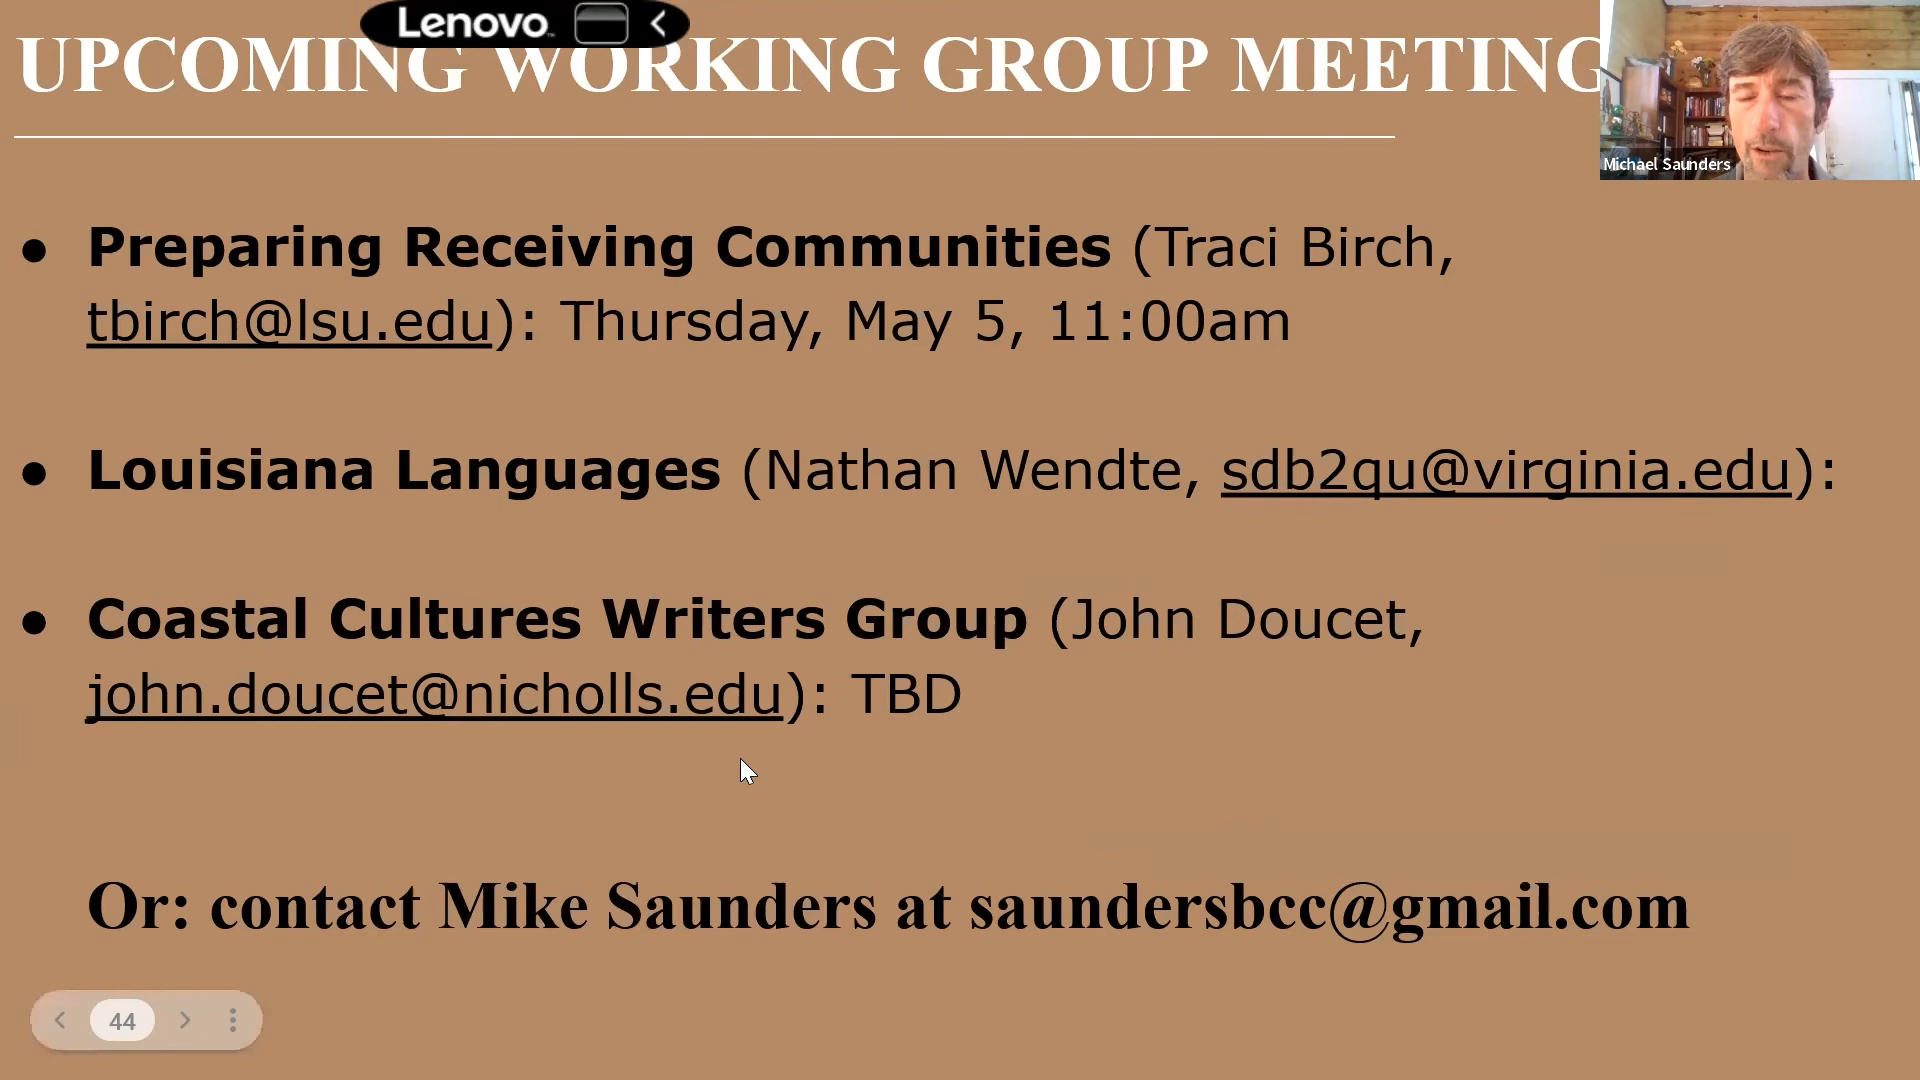 Lenovo
UPCOMING WORKING GROUP MEETING
Michael Saunders
● Preparing Receiving Communities (Traci Birch,
tbirch@lsu.edu): Thursday, May 5, 11:00am
● Louisiana Languages (Nathan Wendte, sdb2qu@virginia.edu):
● Coastal Cultures Writers Group (John Doucet,
john.doucet@nicholls.edu): TBD
Or: contact Mike Saunders at saundersbcc@gmail.com
44